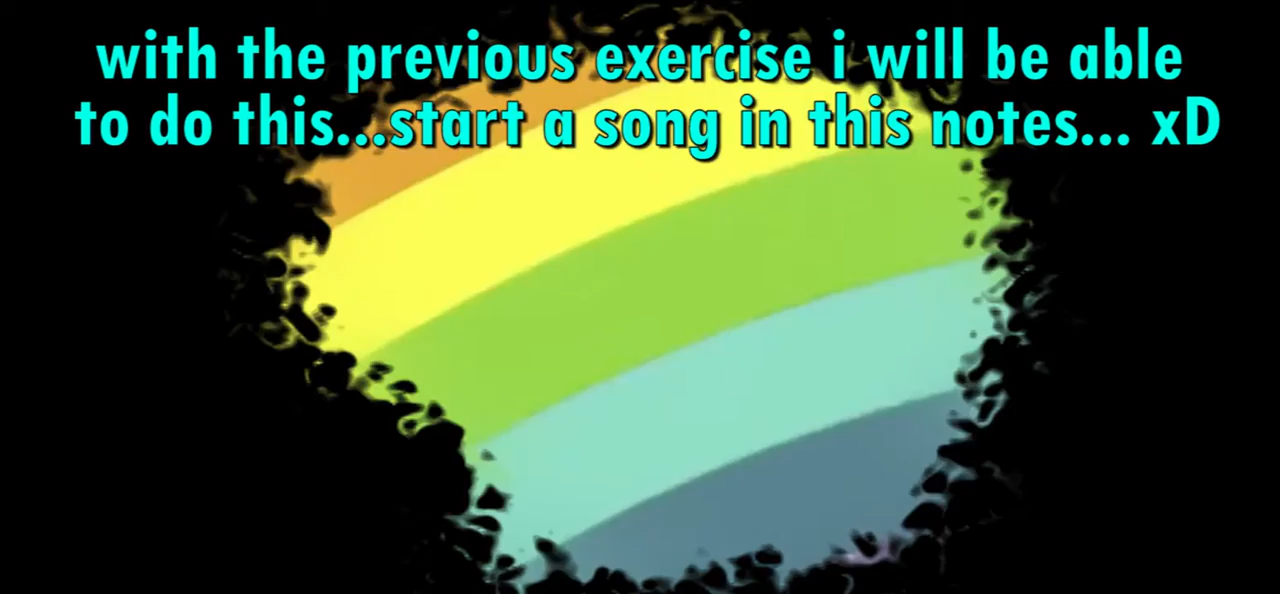 with the previous exercise i will be able
to do this...start a song in this notes... xD